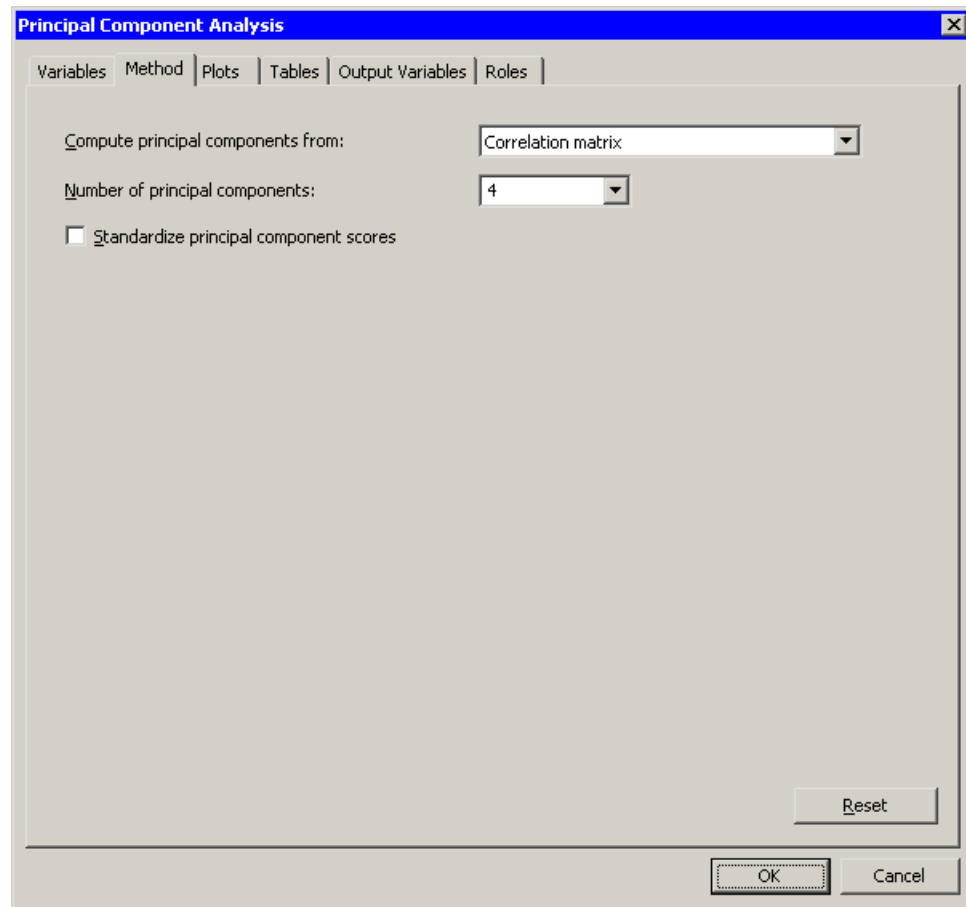 Principal Component Analysis
Variables Method Plots Tables Output Variables Roles
Compute principal components from: Correlation matrix
Number of principal components: 4
Standardize principal component scores
Reset
OK Cancel